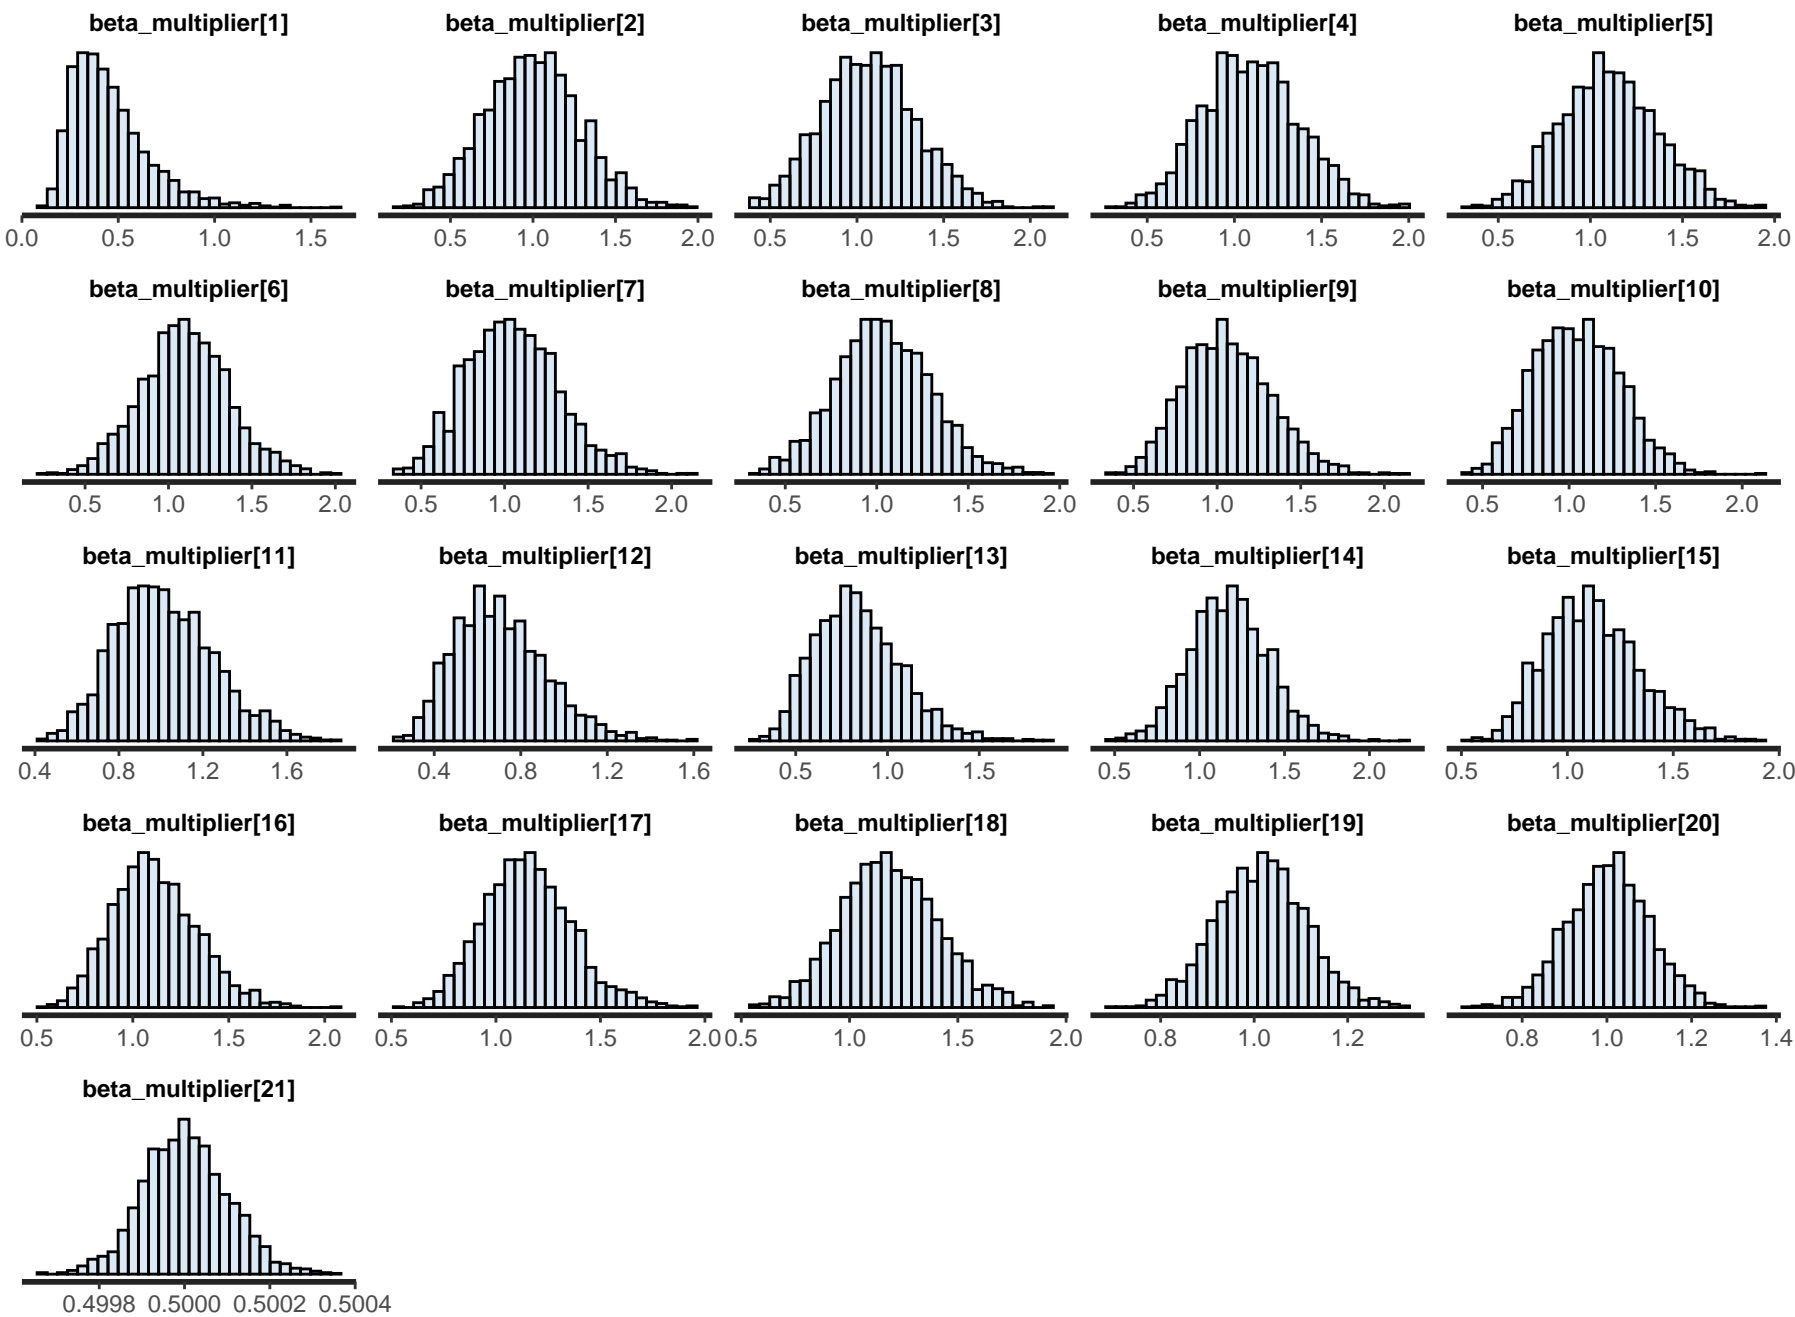 beta_multiplier[1] beta_multiplier[2] beta_multiplier[3] beta_multiplier[4] beta_multiplier[5]
0.0 0.5 1.0 1.5 0.5 1.0 1.5 2.0 0.5 1.0 1.5 2.0 0.5 1.0 1.5 2.0 0.5 1.0 1.5 2.0
beta_multiplier[6] beta_multiplier[7] beta_multiplier[8] beta_multiplier[9] beta_multiplier[10]
0.5 1.0 1.5 2.0 0.5 1.0 1.5 2.0 0.5 1.0 1.5 2.0 0.5 1.0 1.5 2.0 0.5 1.0 1.5 2.0
beta_multiplier[11] beta_multiplier[12] beta_multiplier[13] beta_multiplier[14] beta_multiplier[15]
0.4 0.8 1.2 1.6 0.4 0.8 1.2 1.6 0.5 1.0 1.5 0.5 1.0 1.5 2.0 0.5 1.0 1.5 2.0
beta_multiplier[16] beta_multiplier[17] beta_multiplier[18] beta_multiplier[19] beta_multiplier[20]
0.5 1.0 1.5 2.0 0.5 1.0 1.5 2.0 0.5 1.0 1.5 2.0 0.8 1.0 1.2 0.8 1.0 1.2 1.4
beta_multiplier[21]
0.4998 0.5000 0.5002 0.5004